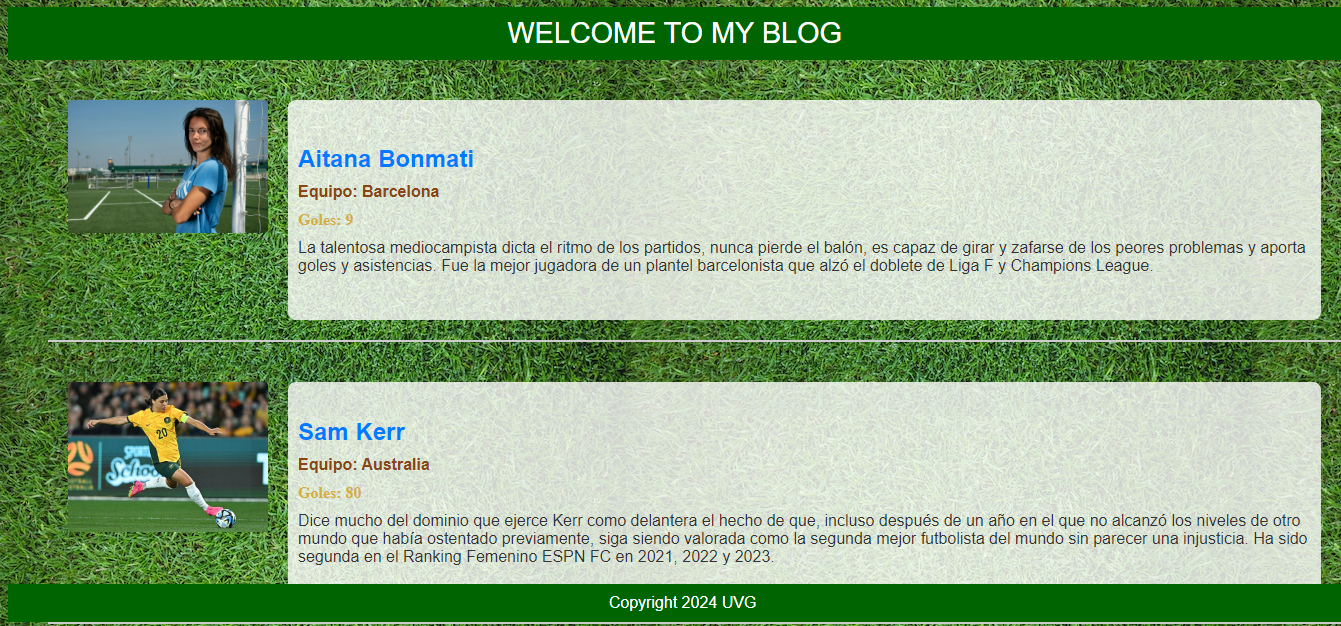 WELCOME TO MY BLOG
Aitana Bonmati
Equipo: Barcelona
Goles: 9
La talentosa mediocampista dicta el ritmo de los partidos, nunca pierde el balón, es capaz de girar y zafarse de los peores problemas y aporta
goles y asistencias. Fue la mejor jugadora de un plantel barcelonista que alzó el doblete de Liga F y Champions League.
20
Sam Kerr
Equipo: Australia
Goles: 80
Dice mucho del dominio que ejerce Kerr como delantera el hecho de que, incluso después de un año en el que no alcanzó los niveles de otro
mundo que había ostentado previamente, siga siendo valorada como la segunda mejor futbolista del mundo sin parecer una injusticia. Ha sido
segunda en el Ranking Femenino ESPN FC en 2021, 2022 y 2023.
Copyright 2024 UVG